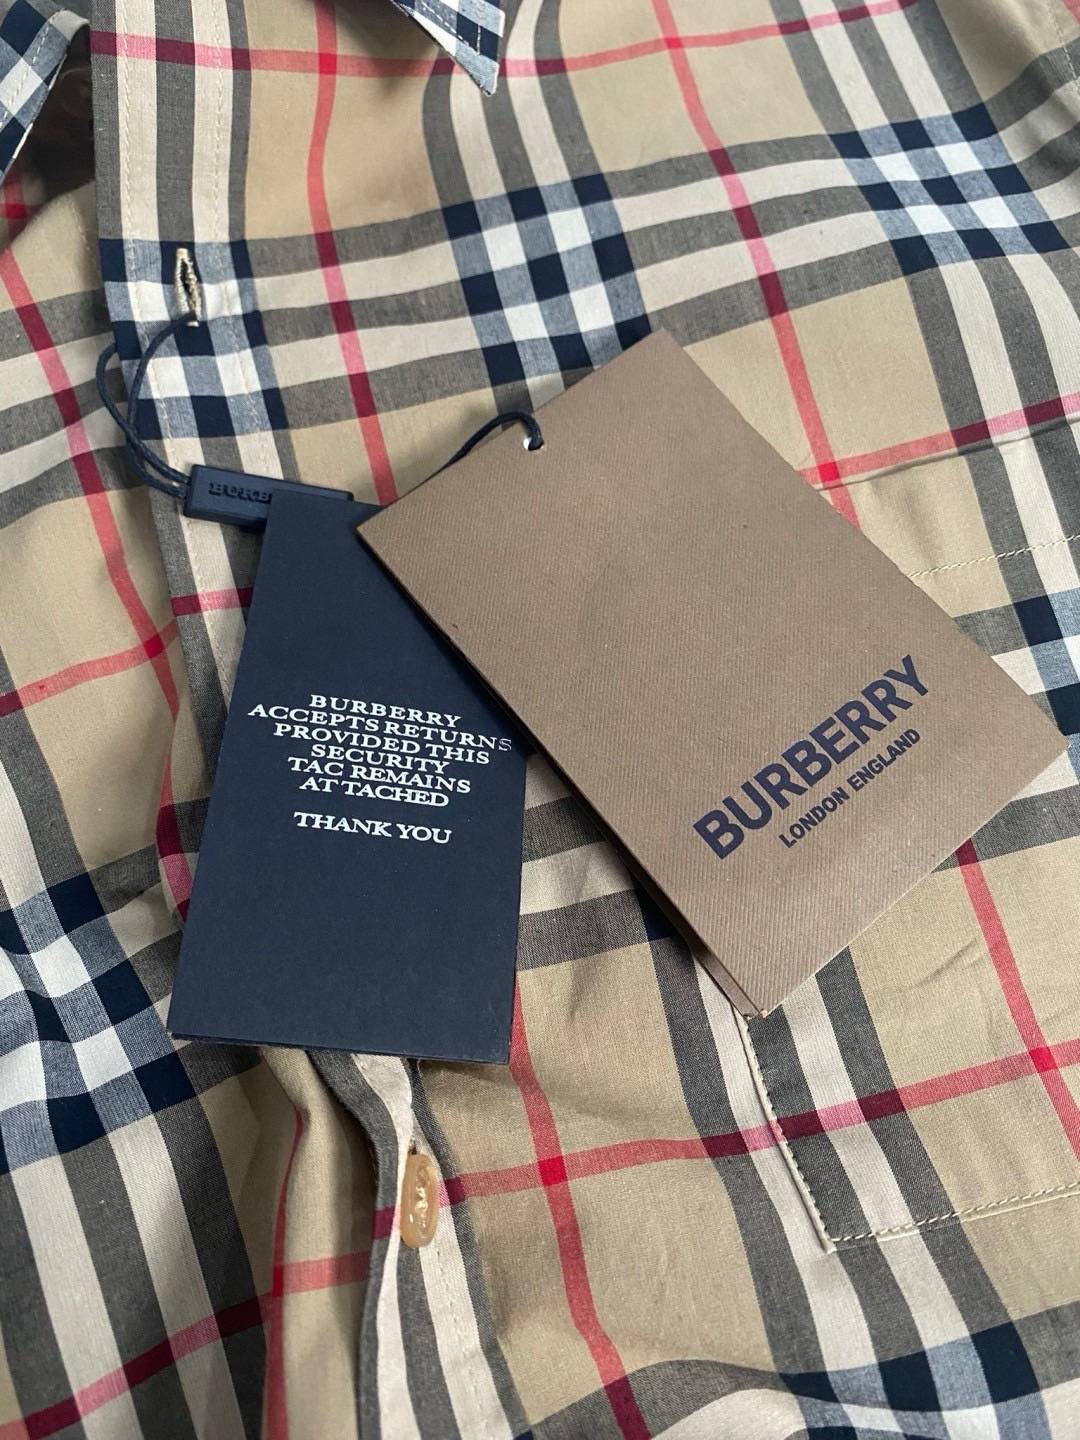 BURBERRY
ACCEPTS RETURNS
PROVIDED THIS
SECURITY
TAC REMAINS
AT TACHED
THANK YOU
BURBERRY
LONDON ENGLAND